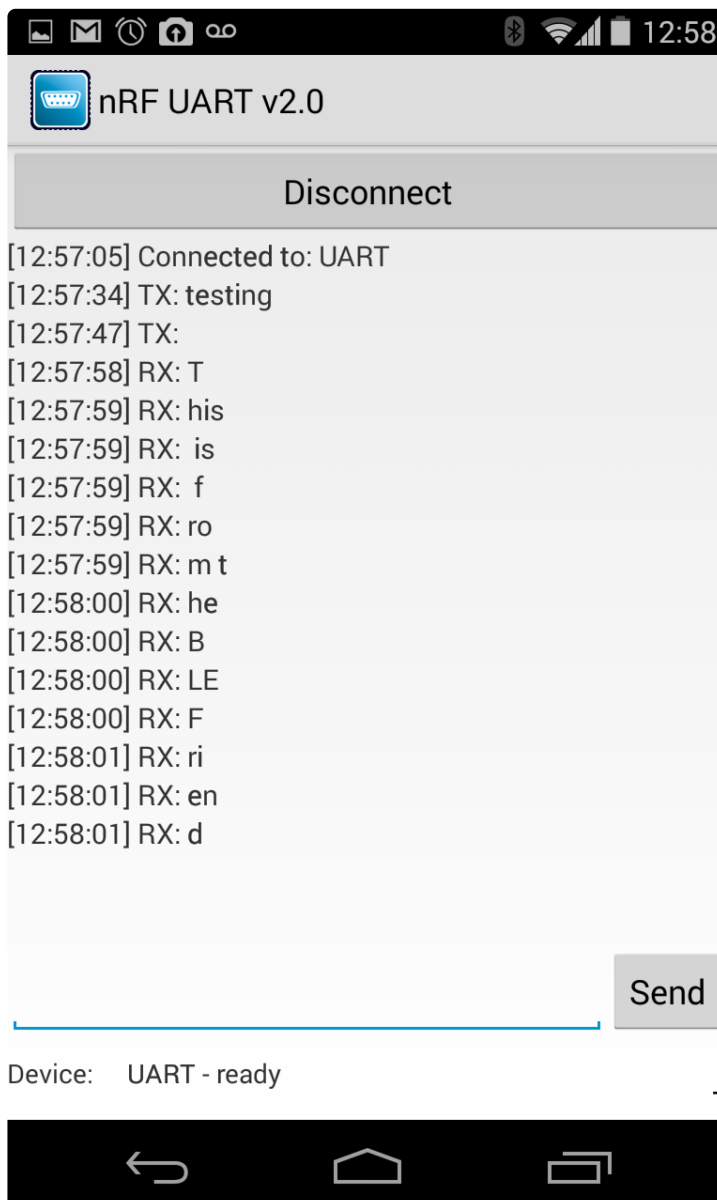 12:58
nRF UART v2.0
Disconnect
[12:57:05] Connected to: UART
[12:57:34] TX: testing
[12:57:47] TX:
[12:57:58] RX: T
[12:57:59] RX: his
[12:57:59] RX:  is
[12:57:59] RX:  f
[12:57:59] RX: ro
[12:57:59] RX: m t
[12:58:00] RX: he
[12:58:00] RX: B
[12:58:00] RX: LE
[12:58:00] RX: F
[12:58:01] RX: ri
[12:58:01] RX: en
[12:58:01] RX: d
Send
Device: UART - ready